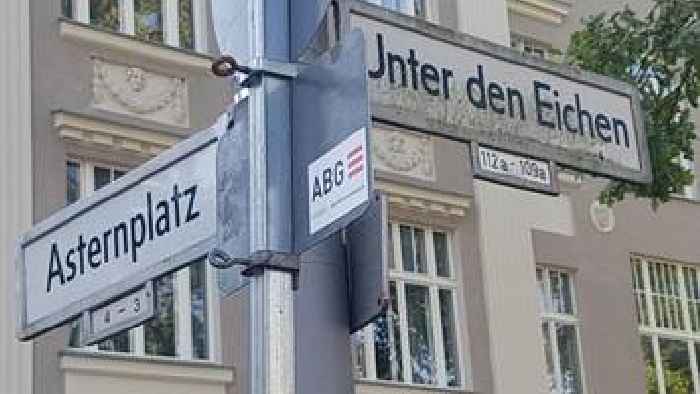 Asternplatz
4 - 3
ABG
Unter den Eichen
112a - 109a